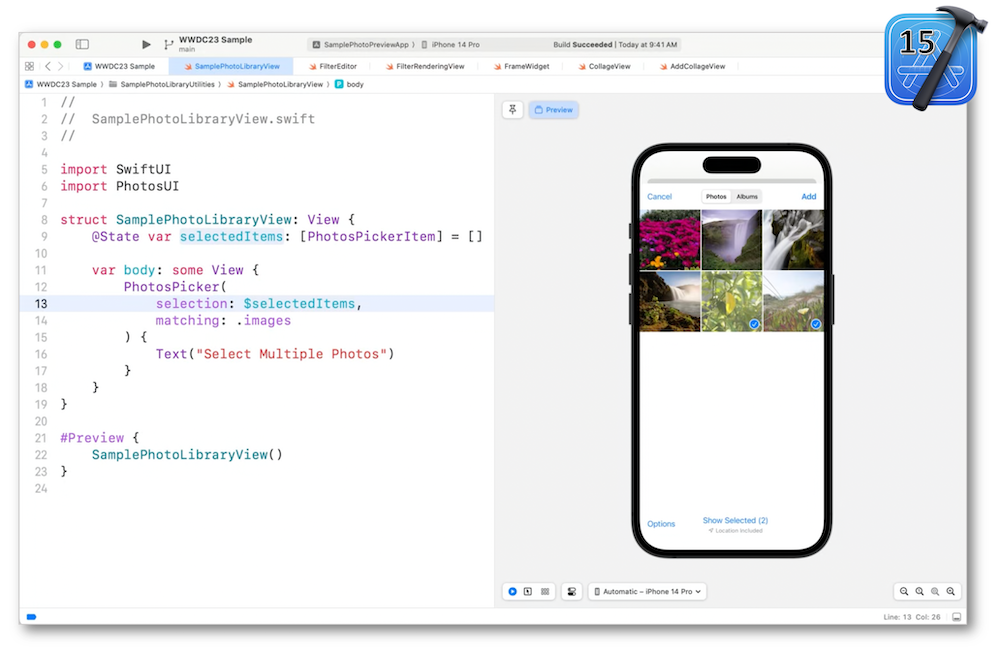 15
WWDC23 Sample
main
SamplePhotoPreviewApp 〉 iPhone 14 Pro
Build Succeeded | Today at 9:41 AM
WWDC23 Sample
SamplePhotoLibraryView
FilterEditor
FilterRenderingView
FrameWidget
CollageView
AddCollageView
WWDC23 Sample 〉 SamplePhotoLibraryUtilities 〉 SamplePhotoLibraryView 〉 P body
1 //
2 //  SamplePhotoLibraryView.swift
3 //
4
5 import SwiftUI
6 import PhotosUI
7
8 struct SamplePhotoLibraryView: View {
9     @State var selectedItems: [PhotosPickerItem] = []
10
11     var body: some View {
12         PhotosPicker(
13             selection: $selectedItems,
14             matching: .images
15         ) {
16             Text("Select Multiple Photos")
17         }
18     }
19 }
20
21 #Preview {
22     SamplePhotoLibraryView()
23 }
24
Preview
Cancel
Photos
Albums
Add
Options
Show Selected (2)
Location Included
Automatic – iPhone 14 Pro
Line: 13 Col: 26